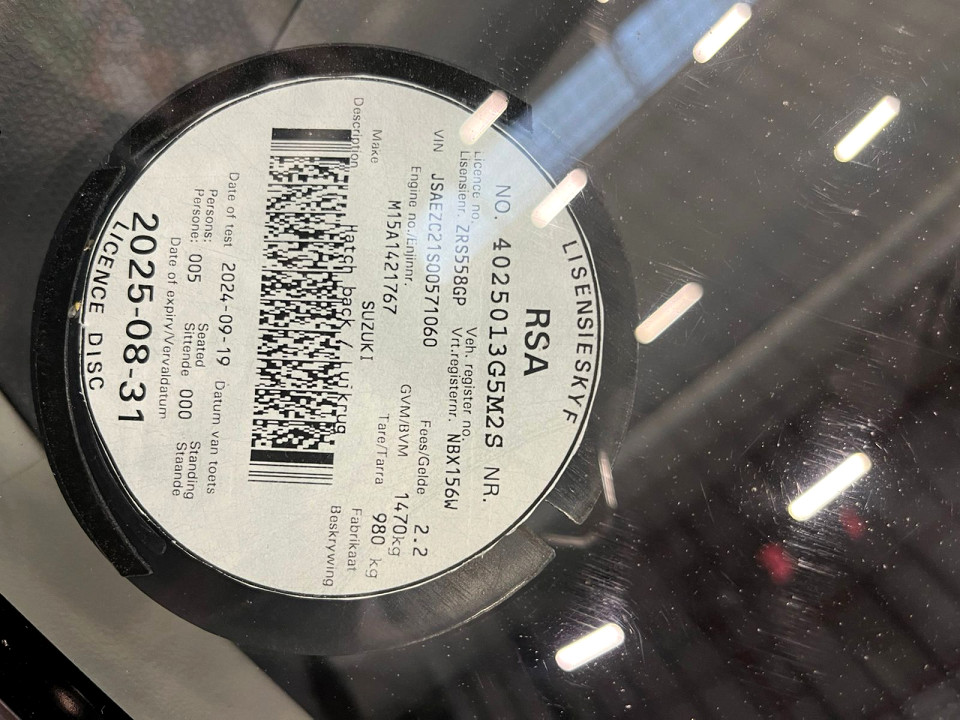 LISENSIESKYF
RSA
NO. 4025013G5M2S NR.
Licence no. Veh. register no.
Lisensienr. ZRS558GP Vrt.registernr. NBX156W
VIN JSAEZC21S00571060 Fees/Gelde 2.2
Engine no./Enjinnr. GVM/BVM 1470kg
M15A1421767 Tare/Tarra 980 kg
Make SUZUKI Fabrikaat
Description Hatch back / Luikrug Beskrywing
Date of test 2024-09-19 Datum van toets
Persons: Seated Standing
Persone: 005 Sittende 000 Staande
Date of expiry/Vervaldatum
2025-08-31
LICENCE DISC